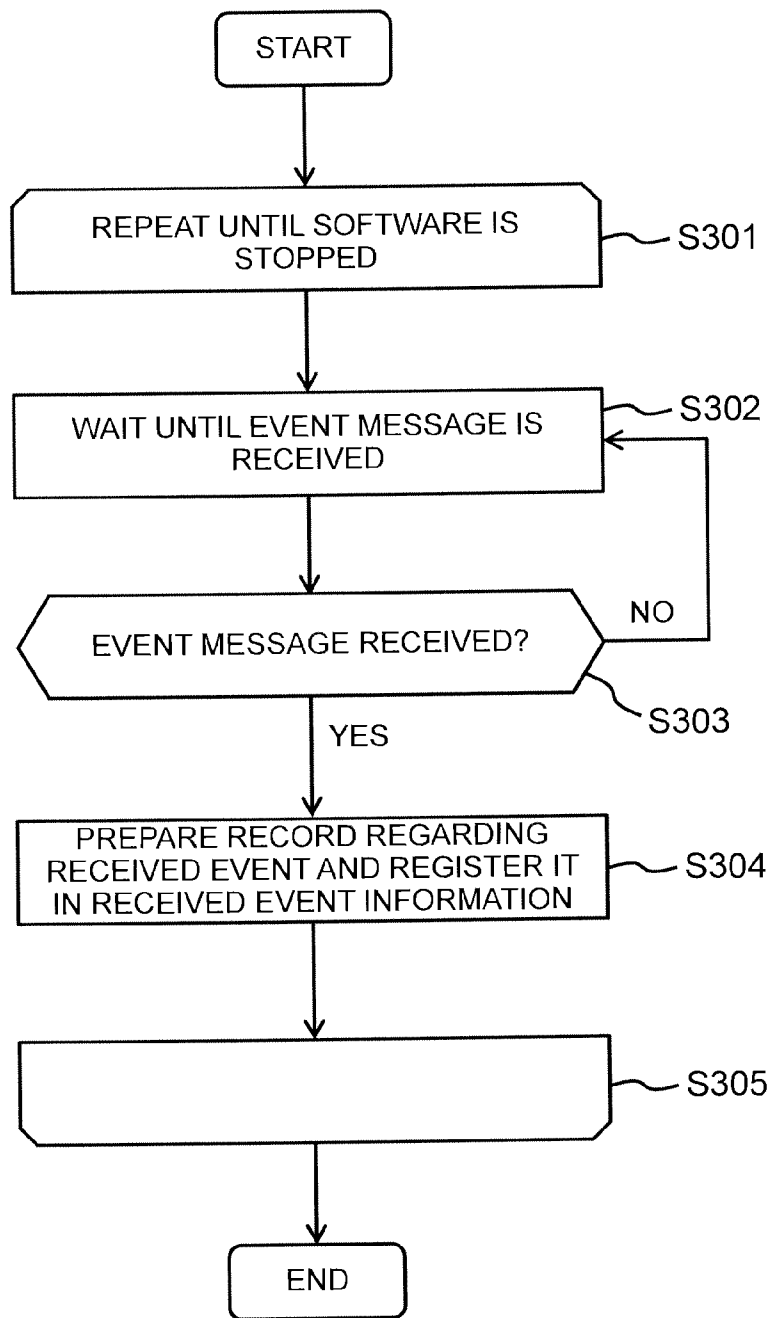 START
REPEAT UNTIL SOFTWARE IS
STOPPED
S301
WAIT UNTIL EVENT MESSAGE IS
RECEIVED
S302
EVENT MESSAGE RECEIVED?
NO
S303
YES
PREPARE RECORD REGARDING
RECEIVED EVENT AND REGISTER IT
IN RECEIVED EVENT INFORMATION
S304
S305
END